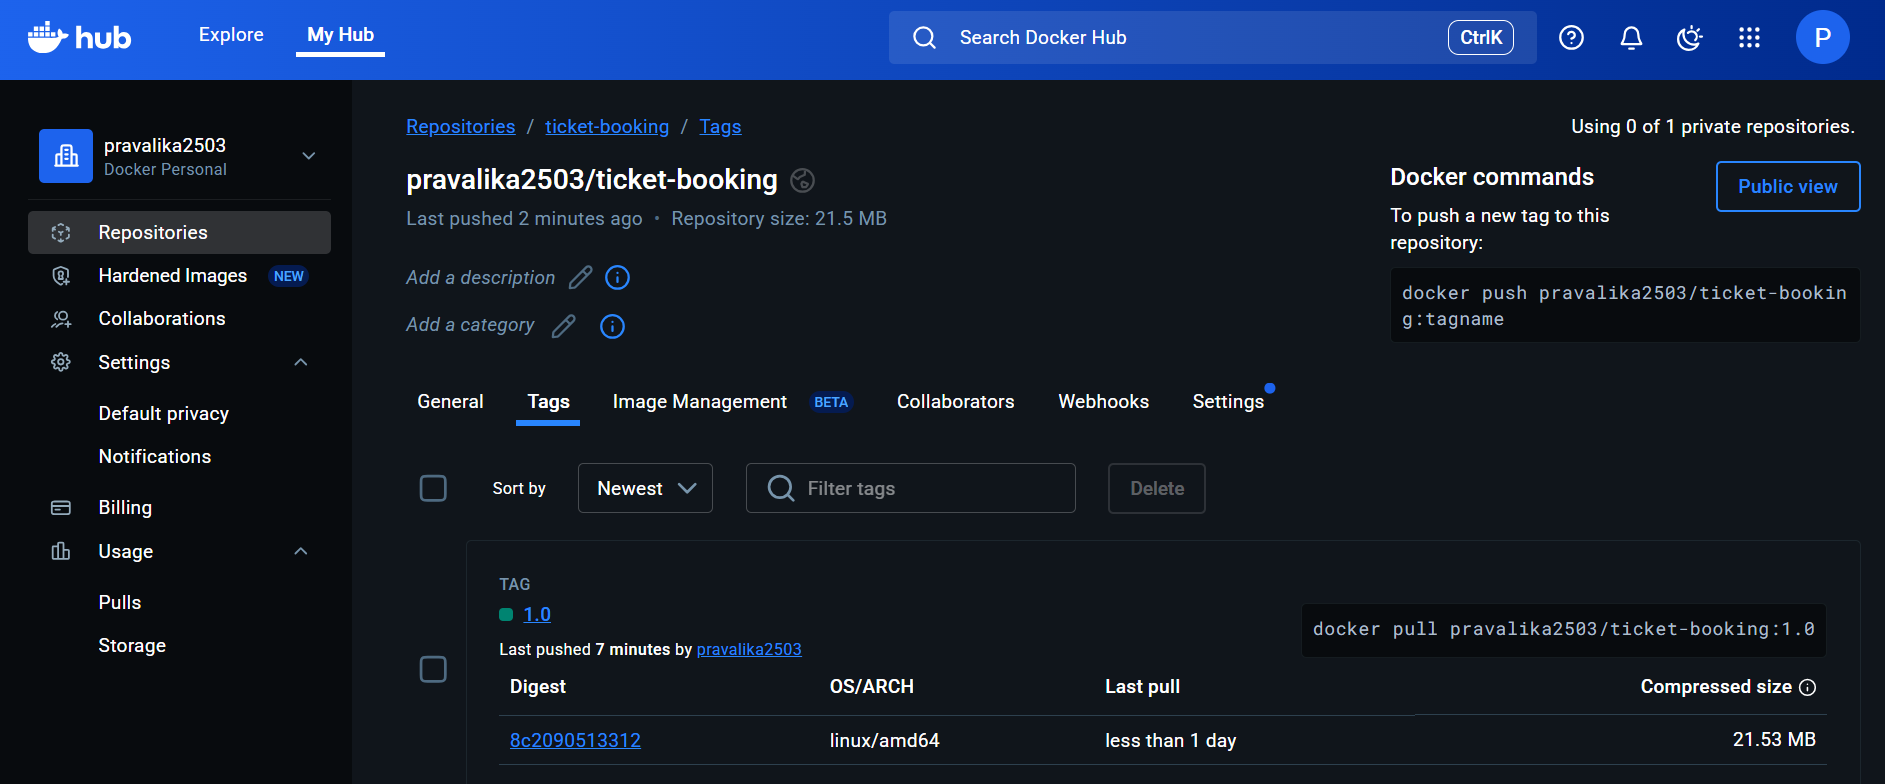 hub
Explore
My Hub
Search Docker Hub
CtrlK
P
pravalika2503
Docker Personal
Repositories
Hardened Images NEW
Collaborations
Settings
Default privacy
Notifications
Billing
Usage
Pulls
Storage
Repositories / ticket-booking / Tags
Using 0 of 1 private repositories.
pravalika2503/ticket-booking
Last pushed 2 minutes ago • Repository size: 21.5 MB
Add a description
Add a category
Docker commands
Public view
To push a new tag to this
repository:
docker push pravalika2503/ticket-bookin
g:tagname
General Tags Image Management BETA Collaborators Webhooks Settings
Sort by Newest Filter tags Delete
TAG
1.0
docker pull pravalika2503/ticket-booking:1.0
Last pushed 7 minutes by pravalika2503
Digest OS/ARCH Last pull Compressed size
8c2090513312 linux/amd64 less than 1 day 21.53 MB